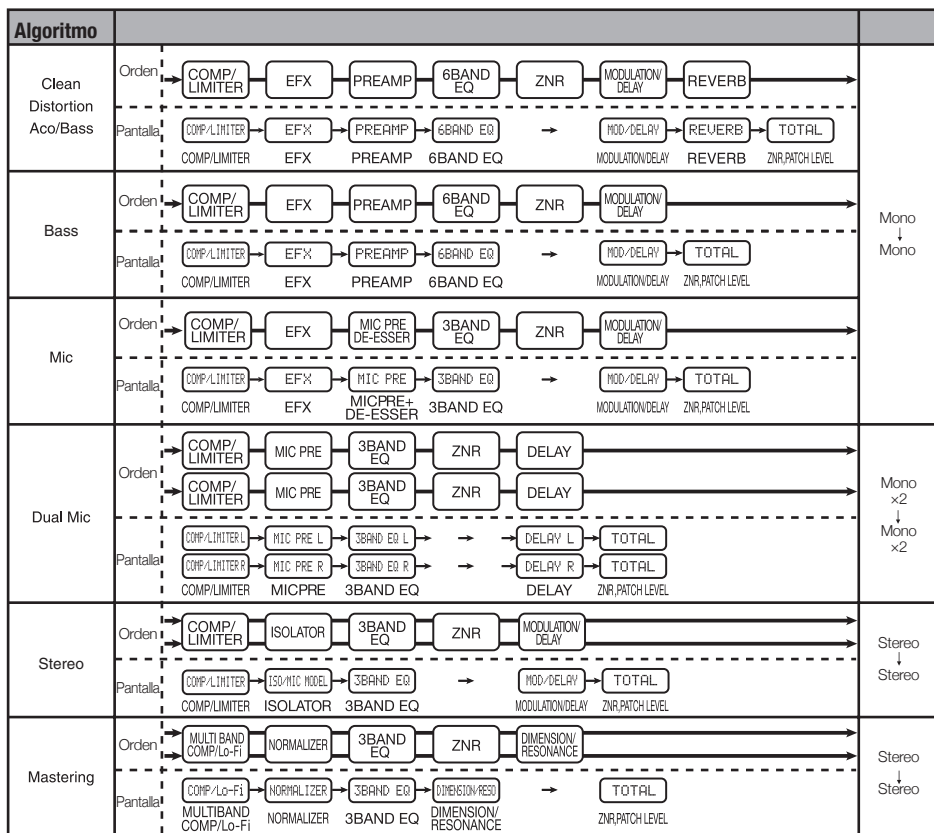 Algoritmo
Clean
Distortion
Aco/Bass
Orden
COMP/
LIMITER
EFX
PREAMP
6BAND
EQ
ZNR
MODULATION/
DELAY
REVERB
Pantalla
COMP/LIMITER
EFX
PREAMP
6BAND EQ
MOD/DELAY
REVERB
TOTAL
COMP/LIMITER
EFX
PREAMP
6BAND EQ
MODULATION/DELAY
REVERB
ZNR,PATCH LEVEL
Bass
Orden
COMP/
LIMITER
EFX
PREAMP
6BAND
EQ
ZNR
MODULATION/
DELAY
Pantalla
COMP/LIMITER
EFX
PREAMP
6BAND EQ
MOD/DELAY
TOTAL
COMP/LIMITER
EFX
PREAMP
6BAND EQ
MODULATION/DELAY
ZNR,PATCH LEVEL
Mono
↓
Mono
Mic
Orden
COMP/
LIMITER
EFX
MIC PRE
DE-ESSER
3BAND
EQ
ZNR
MODULATION/
DELAY
Pantalla
COMP/LIMITER
EFX
MIC PRE
3BAND EQ
MOD/DELAY
TOTAL
COMP/LIMITER
EFX
MICPRE+
DE-ESSER
3BAND EQ
MODULATION/DELAY
ZNR,PATCH LEVEL
Dual Mic
Orden
COMP/
LIMITER
MIC PRE
3BAND
EQ
ZNR
DELAY
COMP/
LIMITER
MIC PRE
3BAND
EQ
ZNR
DELAY
Pantalla
COMP/LIMITER L
MIC PRE L
3BAND EQ L
DELAY L
TOTAL
COMP/LIMITER R
MIC PRE R
3BAND EQ R
DELAY R
TOTAL
COMP/LIMITER
MICPRE
3BAND EQ
DELAY
ZNR,PATCH LEVEL
Mono
×2
↓
Mono
×2
Stereo
Orden
COMP/
LIMITER
ISOLATOR
3BAND
EQ
ZNR
MODULATION/
DELAY
Pantalla
COMP/LIMITER
ISO/MIC MODEL
3BAND EQ
MOD/DELAY
TOTAL
COMP/LIMITER
ISOLATOR
3BAND EQ
MODULATION/DELAY
ZNR,PATCH LEVEL
Stereo
↓
Stereo
Mastering
Orden
MULTI BAND
COMP/Lo-Fi
NORMALIZER
3BAND
EQ
ZNR
DIMENSION/
RESONANCE
Pantalla
COMP/Lo-Fi
NORMALIZER
3BAND EQ
DIMENSION/RESO
TOTAL
MULTIBAND
COMP/Lo-Fi
NORMALIZER
3BAND EQ
DIMENSION/
RESONANCE
ZNR,PATCH LEVEL
Stereo
↓
Stereo